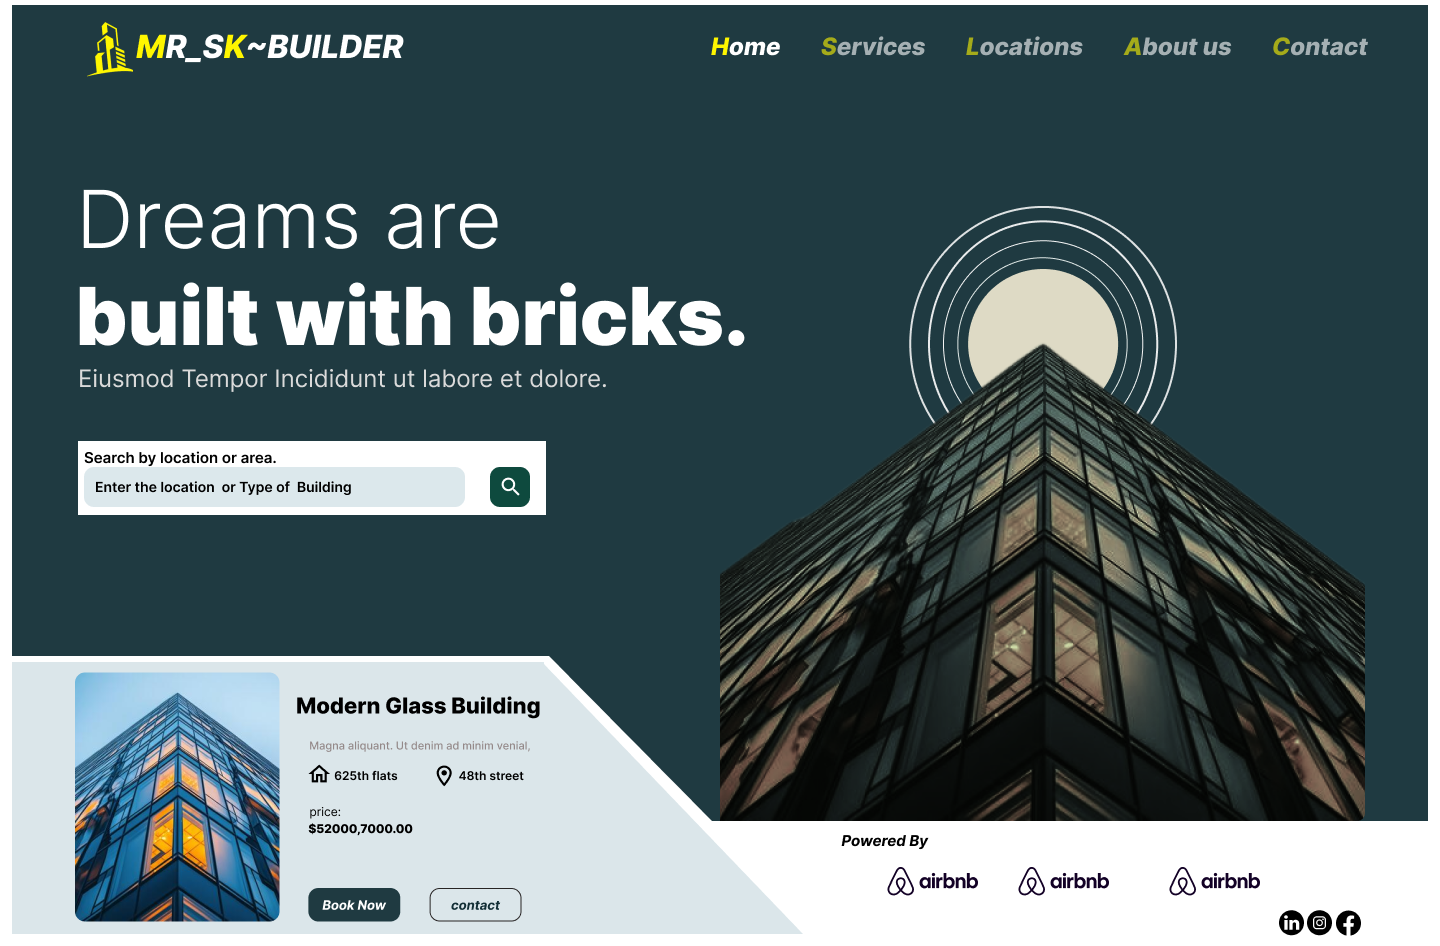 MR_SK~BUILDER
Home Services Locations About us Contact
Dreams are
built with bricks.
Eiusmod Tempor Incididunt ut labore et dolore.
Search by location or area.
Enter the location or Type of Building
Modern Glass Building
Magna aliquant. Ut denim ad minim venial,
625th flats 48th street
price:
$52000,7000.00
Book Now contact
Powered By
airbnb airbnb airbnb
in